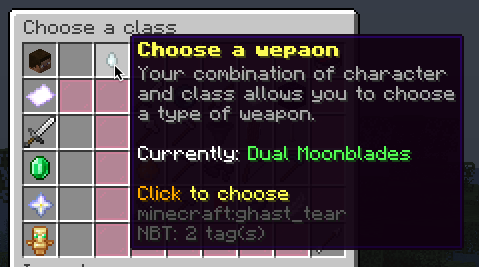 Choose a class
Choose a wepaon
Your combination of character
and class allows you to choose
a type of weapon.
Currently: Dual Moonblades
Click to choose
minecraft:ghast_tear
NBT: 2 tag(s)